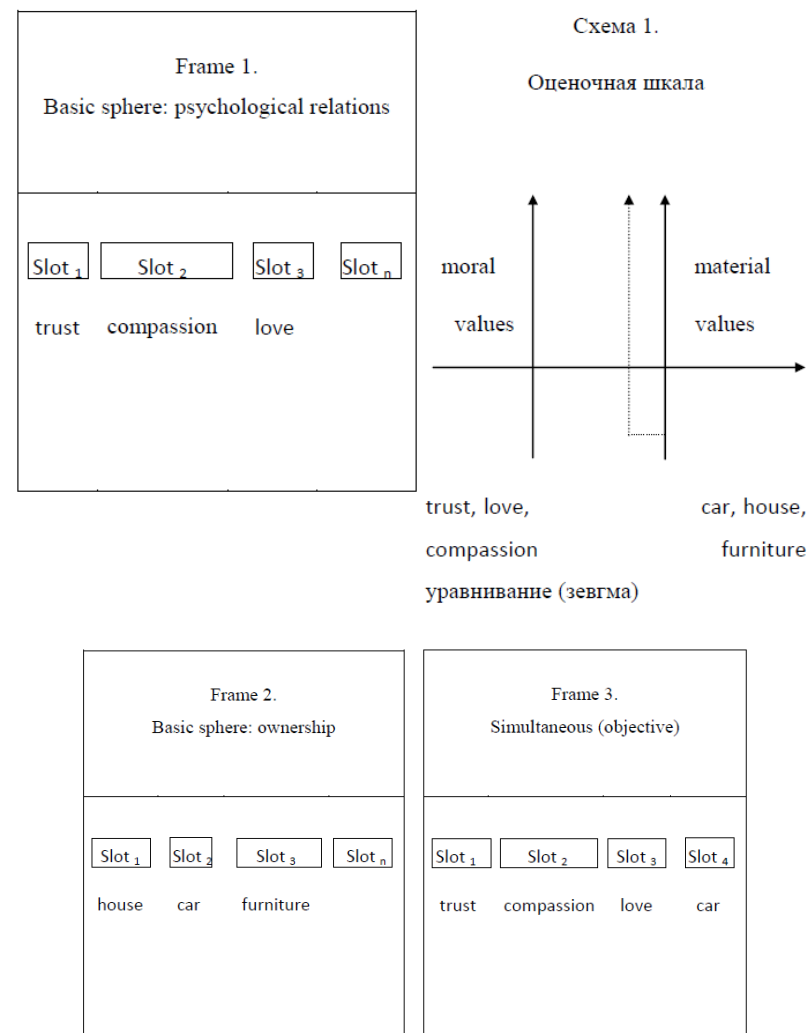 Frame 1.
Basic sphere: psychological relations
Slot 1 Slot 2 Slot 3 Slot n
trust compassion love
Схема 1.
Оценочная шкала
moral material
values values
trust, love, car, house,
compassion furniture
уравнивание (зевгма)
Frame 2.
Basic sphere: ownership
Slot 1 Slot 2 Slot 3 Slot n
house car furniture
Frame 3.
Simultaneous (objective)
Slot 1 Slot 2 Slot 3 Slot 4
trust compassion love car